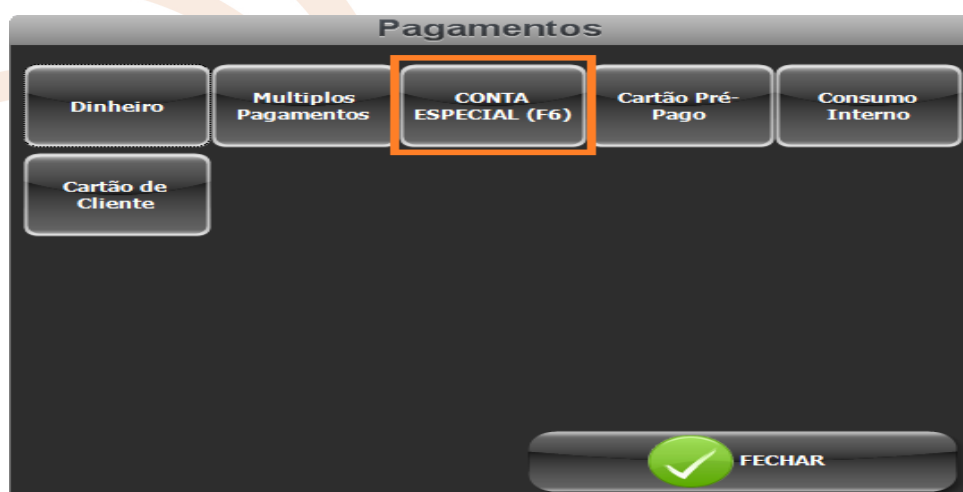 Pagamentos
Dinheiro
Multiplos
Pagamentos
CONTA
ESPECIAL (F6)
Cartão Pré-
Pago
Consumo
Interno
Cartão de
Cliente
FECHAR